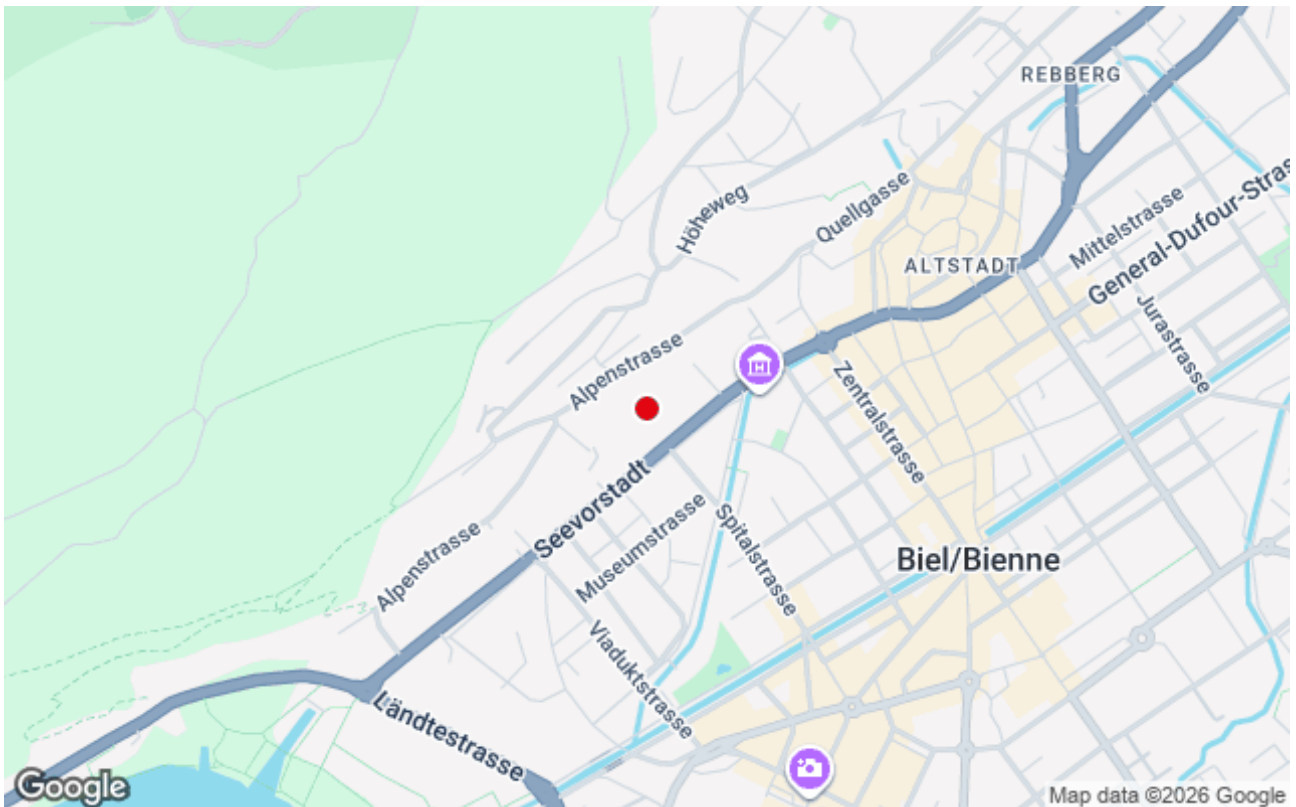 REBBERG
Höheweg
Quellgasse
ALTSTADT
Mittelstrasse
General-Dufour-Stras
Jurastrasse
Alpenstrasse
Zentralstrasse
Seevorstadt
Museumstrasse
Spitalstrasse
Biel/Bienne
Alpenstrasse
Viaduktstrasse
Ländtestrasse
Google
Map data ©2026 Google